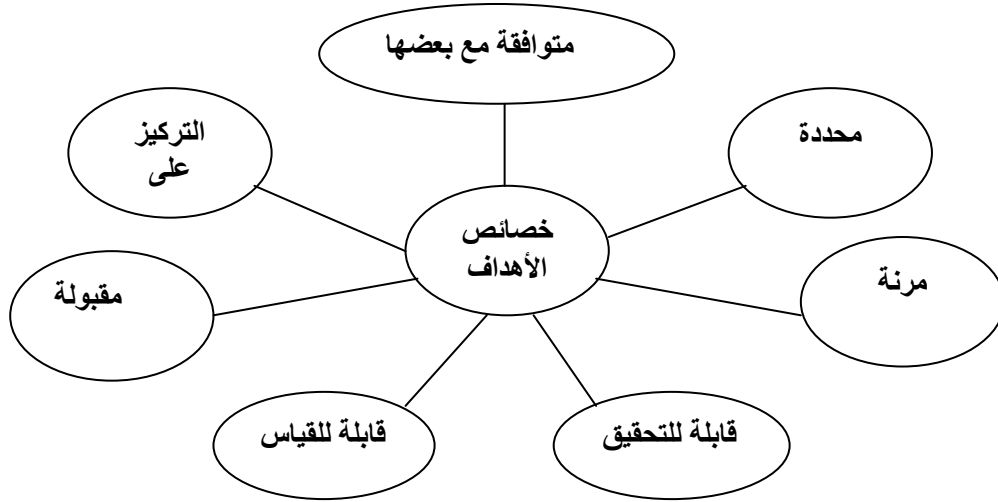 متوافقة مع بعضها
محددة
التركيز
على
خصائص
الأهداف
مرنة
مقبولة
قابلة للتحقيق
قابلة للقياس